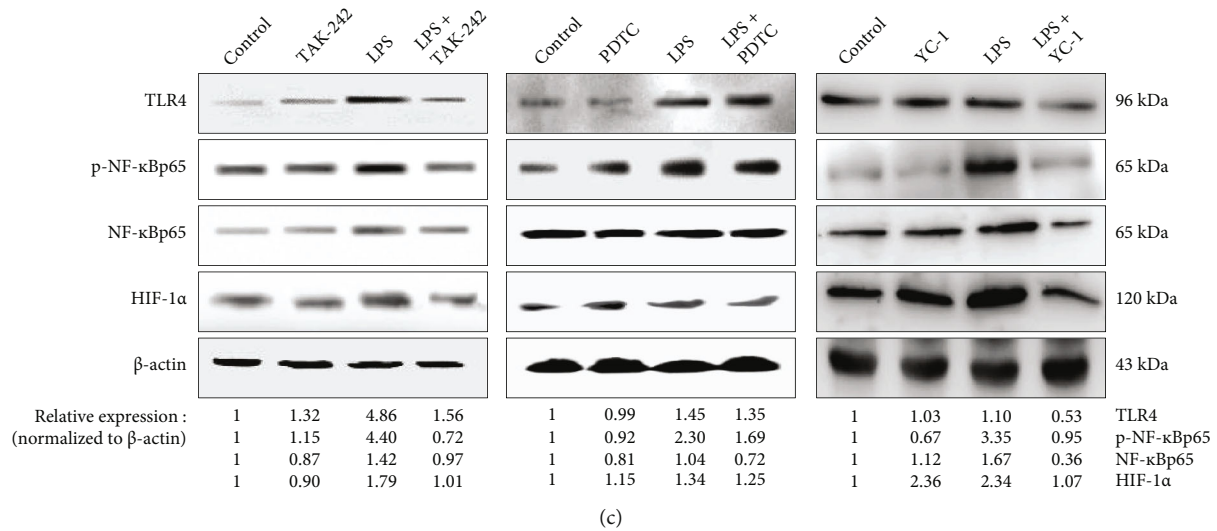 Control TAK-242 LPS LPS + TAK-242 Control PDTC LPS LPS + PDTC Control YC-1 LPS LPS + YC-1
TLR4 96 kDa
p-NF-κBp65 65 kDa
NF-κBp65 65 kDa
HIF-1α 120 kDa
β-actin 43 kDa
Relative expression : 1 1.32 4.86 1.56 1 0.99 1.45 1.35 1 1.03 1.10 0.53 TLR4
(normalized to β-actin) 1 1.15 4.40 0.72 1 0.92 2.30 1.69 1 0.67 3.35 0.95 p-NF-κBp65
1 0.87 1.42 0.97 1 0.81 1.04 0.72 1 1.12 1.67 0.36 NF-κBp65
1 0.90 1.79 1.01 1 1.15 1.34 1.25 1 2.36 2.34 1.07 HIF-1α
(c)